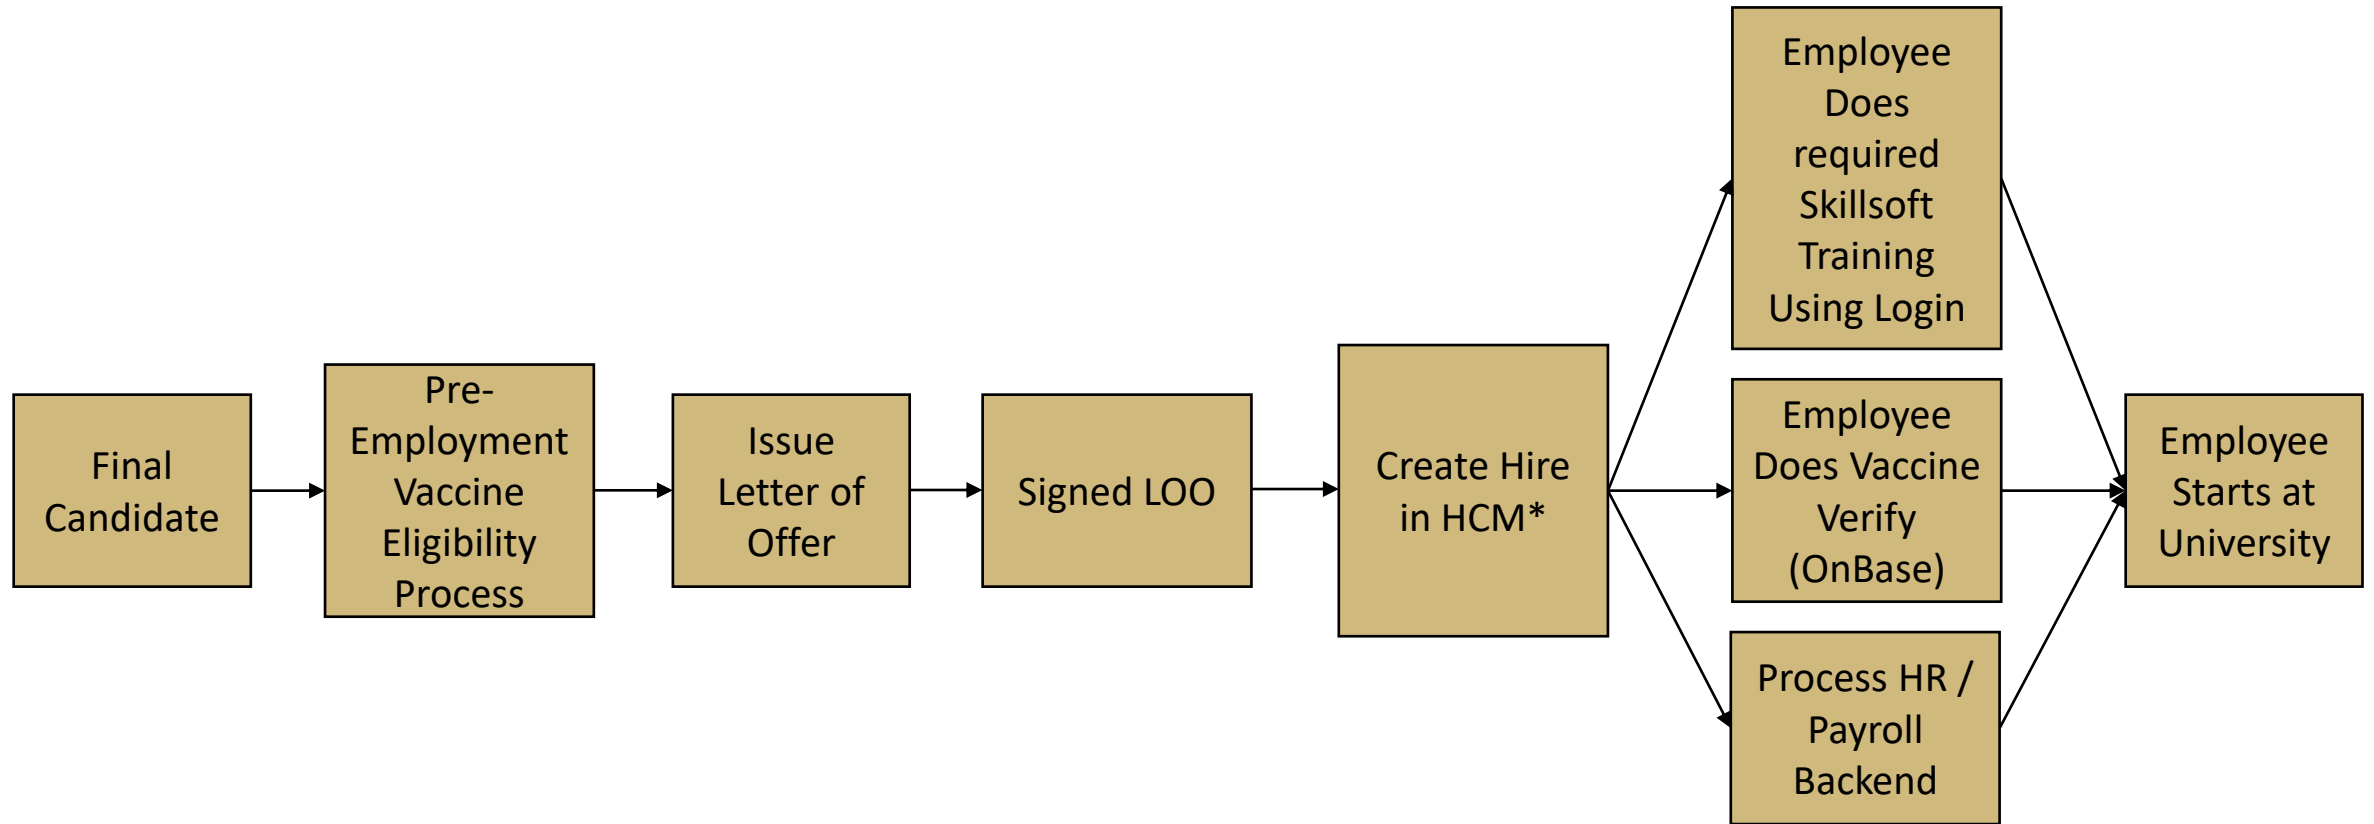 Final
Candidate
Pre-
Employment
Vaccine
Eligibility
Process
Issue
Letter of
Offer
Signed LOO
Create Hire
in HCM*
Employee
Does
required
Skillsoft
Training
Using Login
Employee
Does Vaccine
Verify
(OnBase)
Process HR /
Payroll
Backend
Employee
Starts at
University